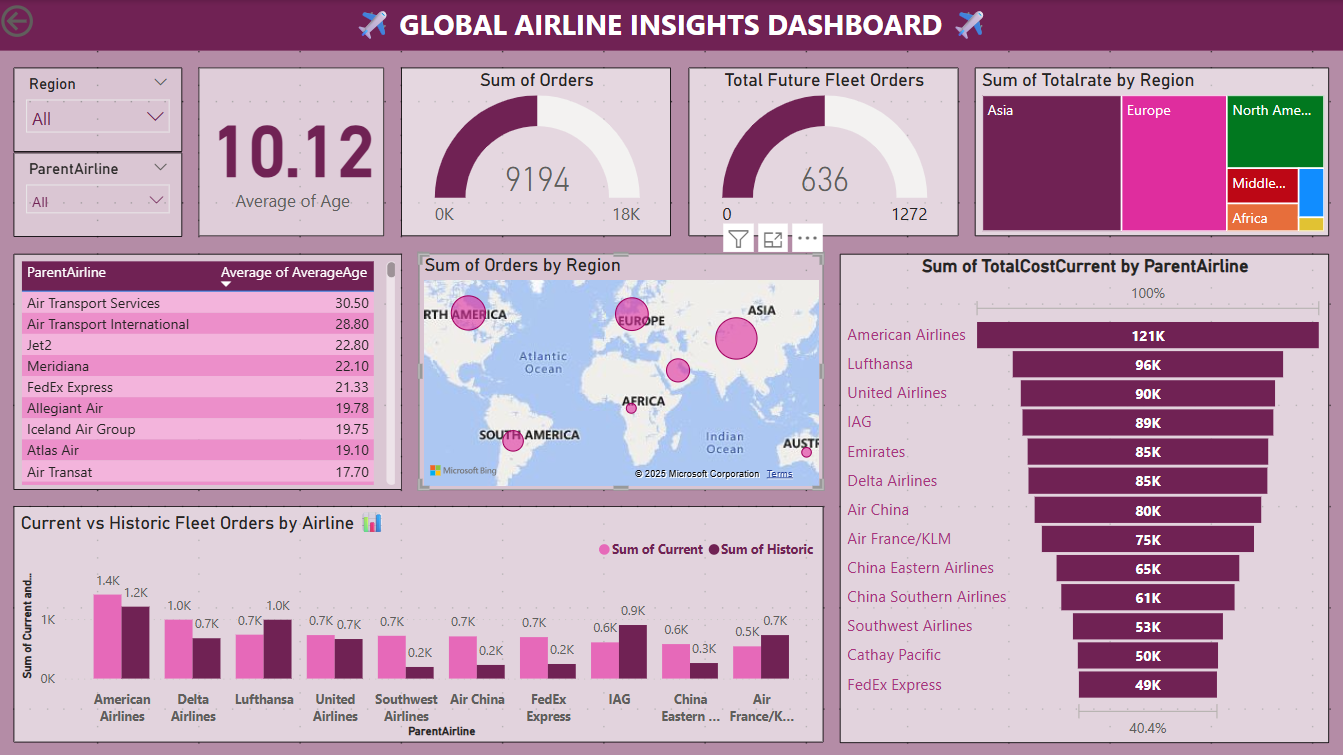 GLOBAL AIRLINE INSIGHTS DASHBOARD
Region
All
ParentAirline
All
10.12
Average of Age
Sum of Orders
9194
0K
18K
Total Future Fleet Orders
636
0
1272
Sum of Totalrate by Region
Asia
Europe
North Ame...
Middle...
Africa
ParentAirline Average of AverageAge
Air Transport Services 30.50
Air Transport International 28.80
Jet2 22.80
Meridiana 22.10
FedEx Express 21.33
Allegiant Air 19.78
Iceland Air Group 19.75
Atlas Air 19.10
Air Transat 17.70
Sum of Orders by Region
RTH AMERICA
EUROPE
ASIA
Atlantic
Ocean
AFRICA
SOUTH AMERICA
Indian
Ocean
AUSTR
Microsoft Bing
© 2025 Microsoft Corporation Terms
Sum of TotalCostCurrent by ParentAirline
100%
American Airlines 121K
Lufthansa 96K
United Airlines 90K
IAG 89K
Emirates 85K
Delta Airlines 85K
Air China 80K
Air France/KLM 75K
China Eastern Airlines 65K
China Southern Airlines 61K
Southwest Airlines 53K
Cathay Pacific 50K
FedEx Express 49K
40.4%
Current vs Historic Fleet Orders by Airline
Sum of Current Sum of Historic
Sum of Current and...
1K
0K
1.4K 1.2K
1.0K 0.7K
0.7K 1.0K
0.7K 0.7K
0.7K 0.2K
0.7K 0.2K
0.7K 0.2K
0.6K 0.9K
0.6K 0.3K
0.5K 0.7K
American
Airlines
Delta
Airlines
Lufthansa
United
Airlines
Southwest
Airlines
Air China
FedEx
Express
IAG
China
Eastern ...
Air
France/K...
ParentAirline